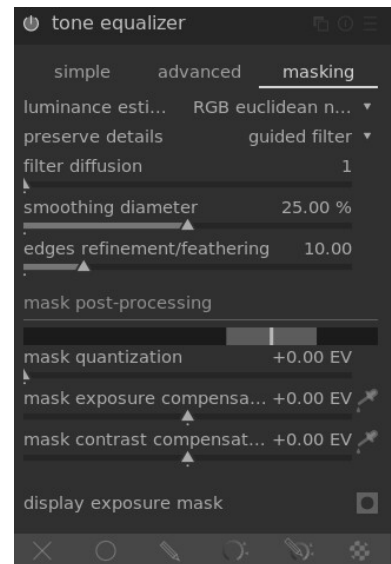 tone equalizer
simple advanced masking
luminance esti... RGB euclidean n...
preserve details guided filter
filter diffusion 1
smoothing diameter 25.00 %
edges refinement/feathering 10.00
mask post-processing
mask quantization +0.00 EV
mask exposure compensa... +0.00 EV
mask contrast compensat... +0.00 EV
display exposure mask